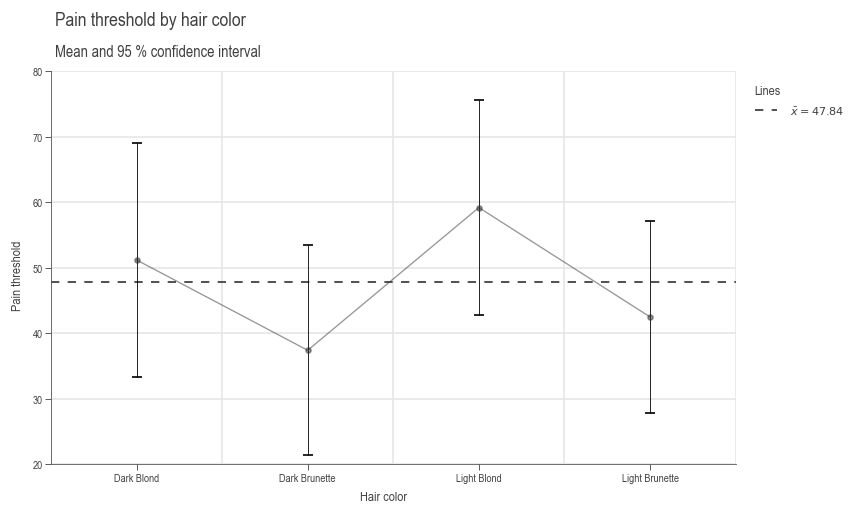 Pain threshold by hair color
Mean and 95 % confidence interval
Lines
x̄ = 47.84
Pain threshold
80
70
60
50
40
30
20
Dark Blond
Dark Brunette
Light Blond
Light Brunette
Hair color